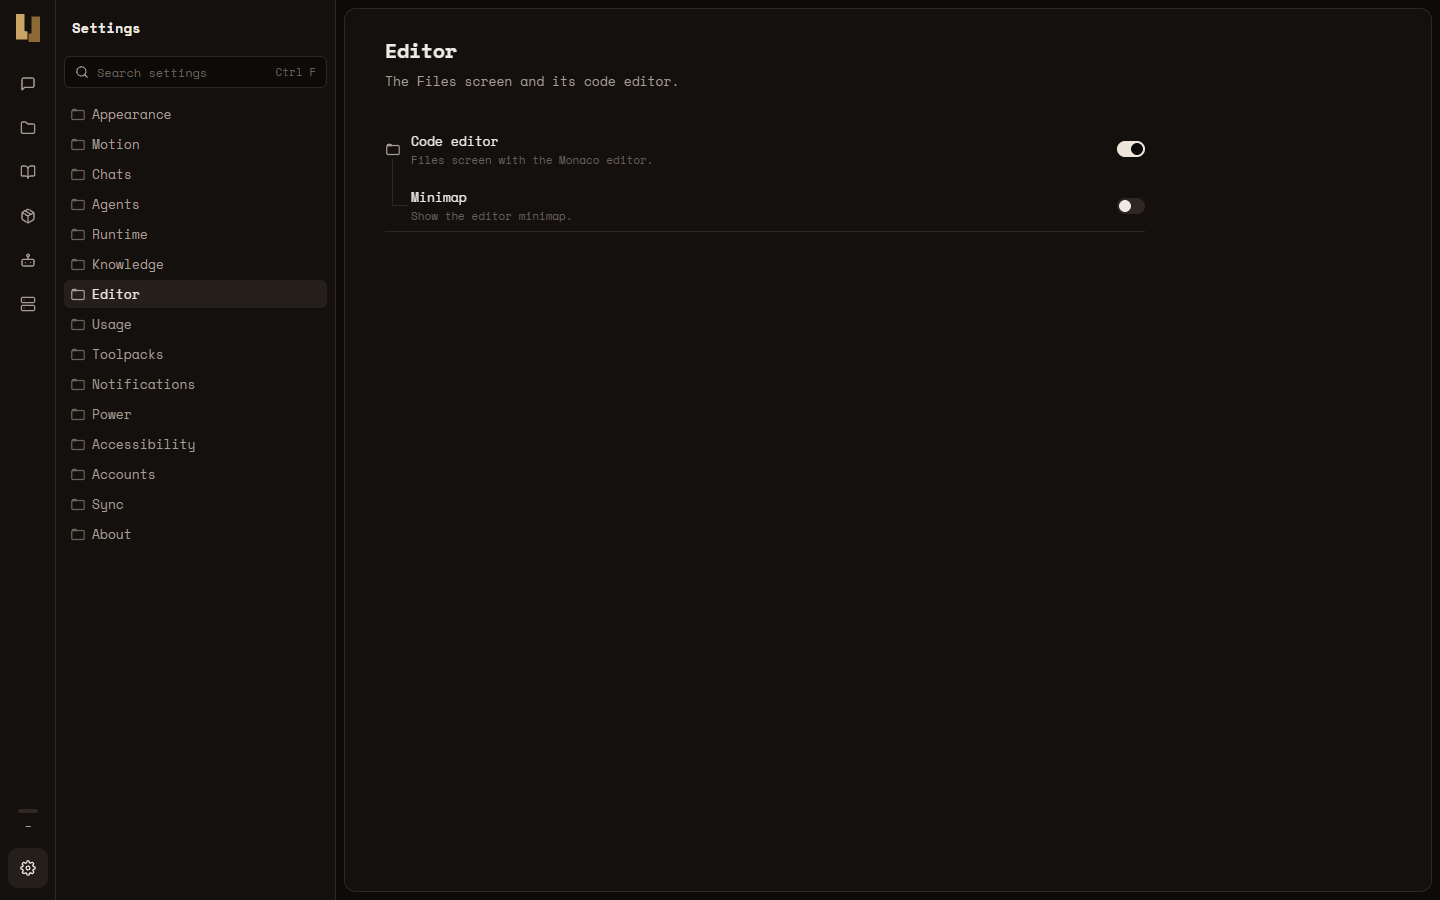 Settings
Search settings Ctrl F
Appearance
Motion
Chats
Agents
Runtime
Knowledge
Editor
Usage
Toolpacks
Notifications
Power
Accessibility
Accounts
Sync
About
–
Editor
The Files screen and its code editor.
Code editor
Files screen with the Monaco editor.
Minimap
Show the editor minimap.